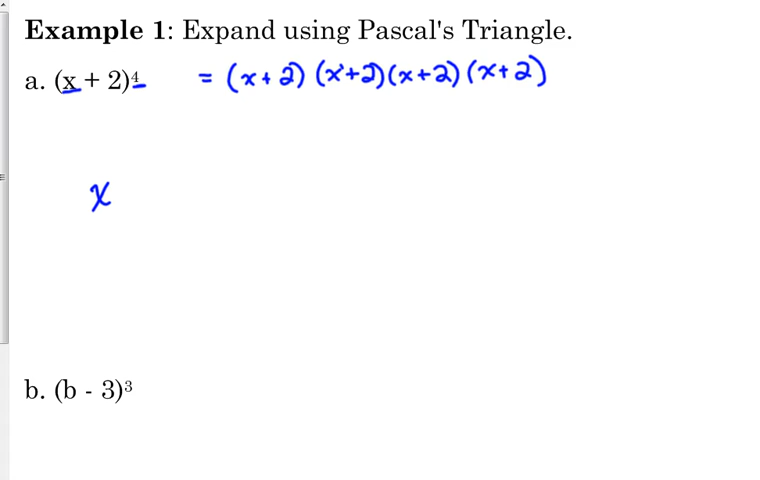 Example 1: Expand using Pascal's Triangle.
a. (x + 2)⁴ = (x + 2) (x + 2) (x + 2) (x + 2)
x
b. (b - 3)³